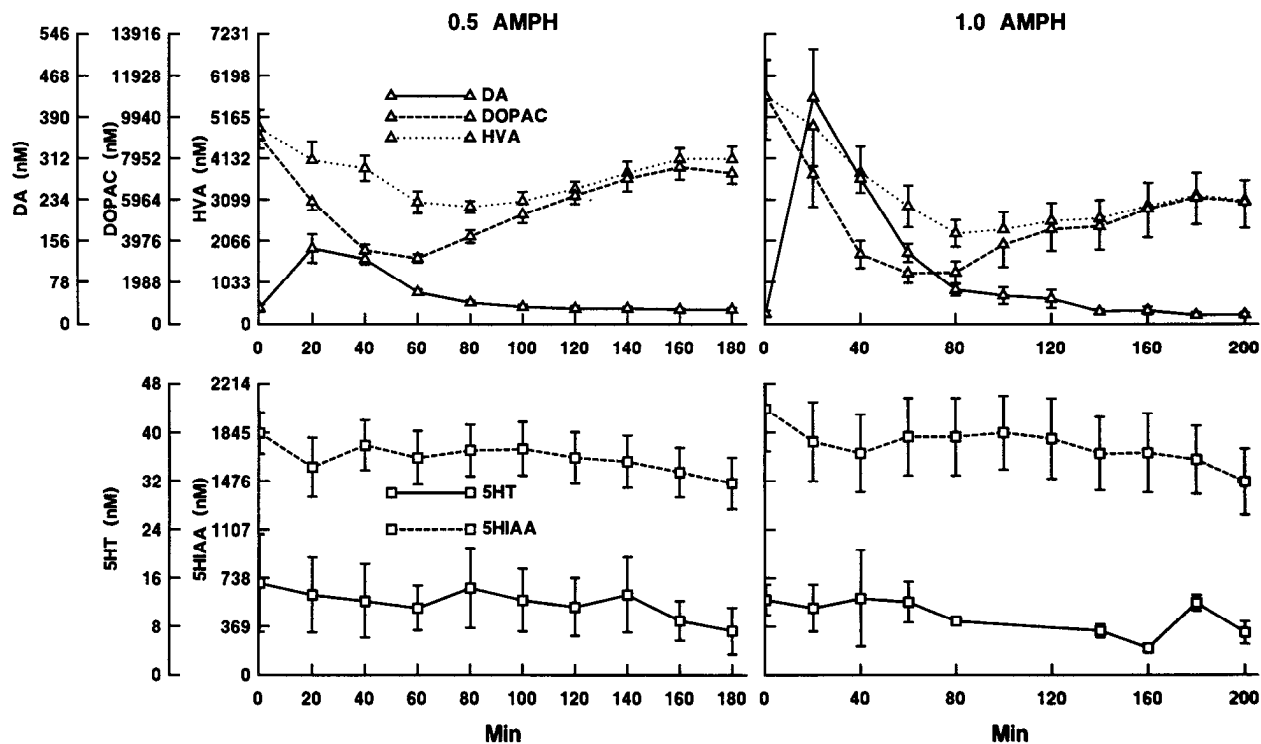 0.5 AMPH
1.0 AMPH
546 13916 7231
468 11928 6198
390 9940 5165
312 7952 4132
234 5964 3099
156 3976 2066
78 1988 1033
0 0 0
DA (nM)
DOPAC (nM)
HVA (nM)
DA
DOPAC
HVA
0 20 40 60 80 100 120 140 160 180
0 40 80 120 160 200
48 2214
40 1845
32 1476
24 1107
16 738
8 369
0 0
5HT (nM)
5HIAA (nM)
5HT
5HIAA
0 20 40 60 80 100 120 140 160 180
0 40 80 120 160 200
Min
Min